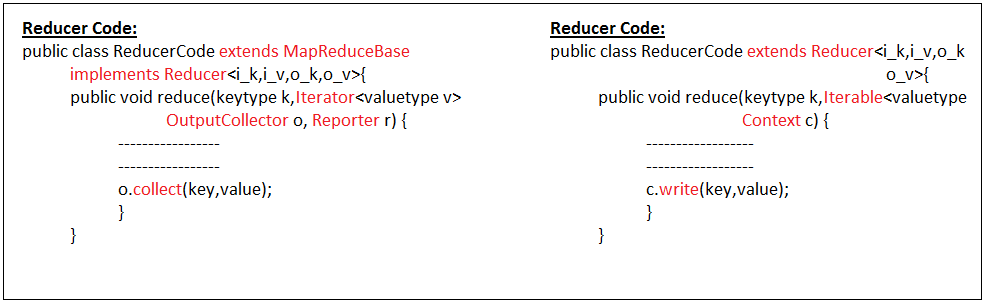 Reducer Code:
public class ReducerCode extends MapReduceBase
implements Reducer<i_k,i_v,o_k,o_v>{
public void reduce(keytype k,Iterator<valuetype v>
OutputCollector o, Reporter r) {
-----------------
-----------------
o.collect(key,value);
}
}
Reducer Code:
public class ReducerCode extends Reducer<i_k,i_v,o_k
o_v>{
public void reduce(keytype k,Iterable<valuetype
Context c) {
------------------
------------------
c.write(key,value);
}
}